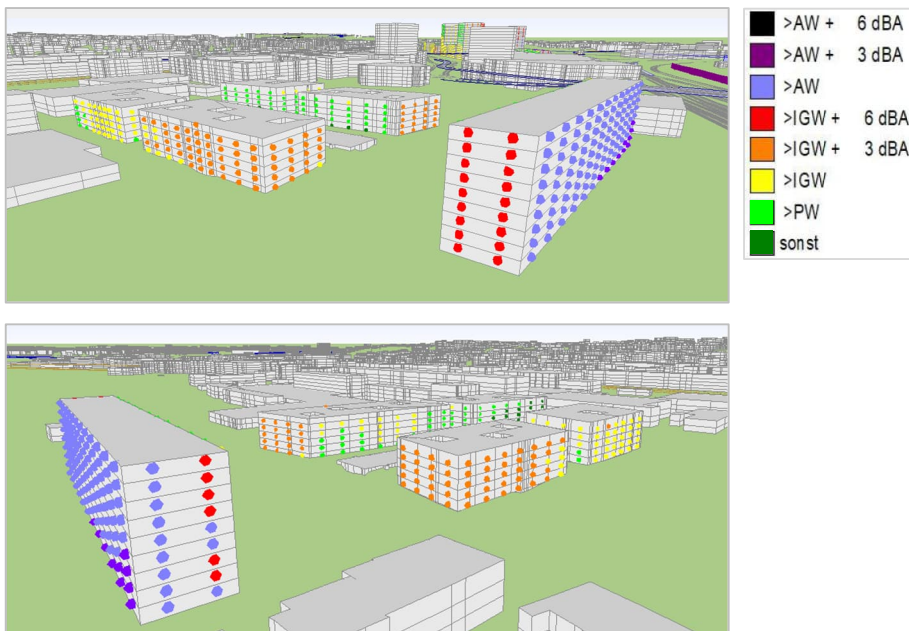 >AW + 6 dBA
>AW + 3 dBA
>AW
>IGW + 6 dBA
>IGW + 3 dBA
>IGW
>PW
sonst